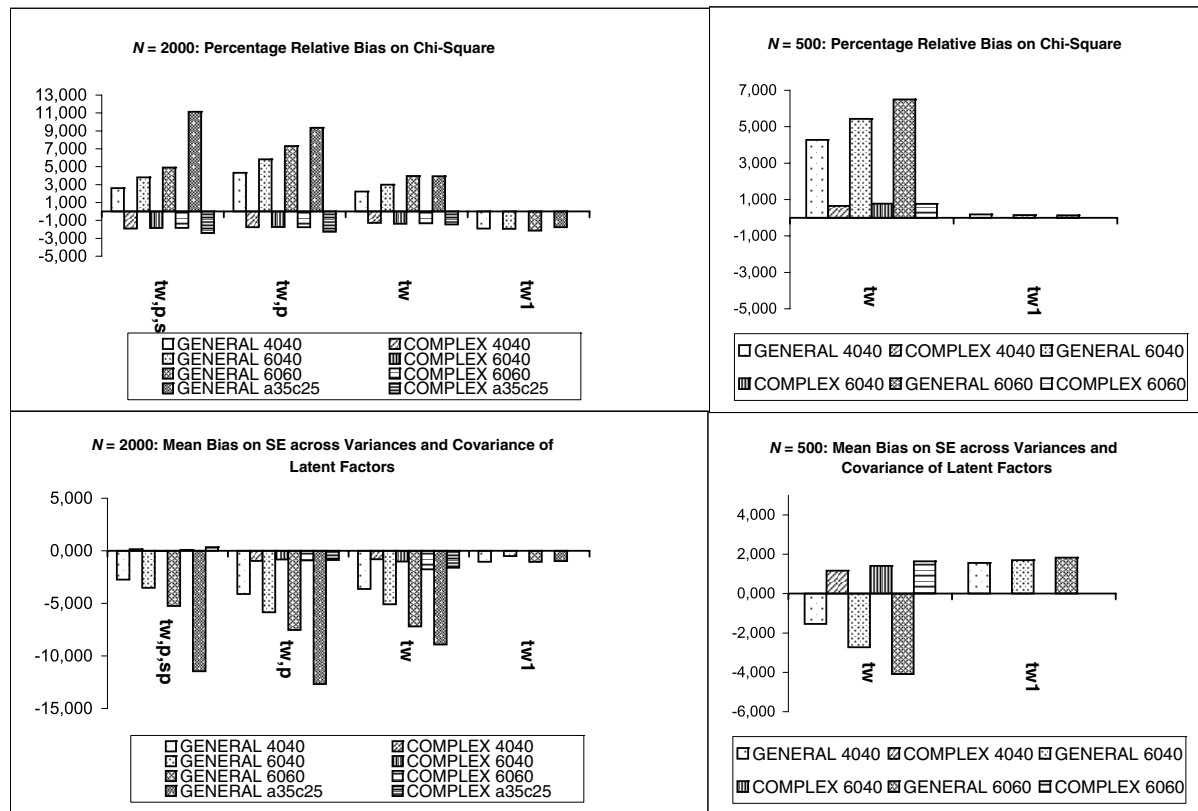 N = 2000: Percentage Relative Bias on Chi-Square
13,000
11,000
9,000
7,000
5,000
3,000
1,000
-1,000
-3,000
-5,000
tw,p,s
tw,p
tw
tw1
GENERAL 4040
COMPLEX 4040
GENERAL 6040
COMPLEX 6040
GENERAL 6060
COMPLEX 6060
GENERAL a35c25
COMPLEX a35c25
N = 500: Percentage Relative Bias on Chi-Square
7,000
5,000
3,000
1,000
-1,000
-3,000
-5,000
tw
tw1
GENERAL 4040 COMPLEX 4040 GENERAL 6040
COMPLEX 6040 GENERAL 6060 COMPLEX 6060
N = 2000: Mean Bias on SE across Variances and Covariance of
Latent Factors
5,000
0,000
-5,000
-10,000
-15,000
tw,p,sp
tw,p
tw
tw1
GENERAL 4040
COMPLEX 4040
GENERAL 6040
COMPLEX 6040
GENERAL 6060
COMPLEX 6060
GENERAL a35c25
COMPLEX a35c25
N = 500: Mean Bias on SE across Variances and
Covariance of Latent Factors
4,000
2,000
0,000
-2,000
-4,000
-6,000
tw
tw1
GENERAL 4040 COMPLEX 4040 GENERAL 6040
COMPLEX 6040 GENERAL 6060 COMPLEX 6060